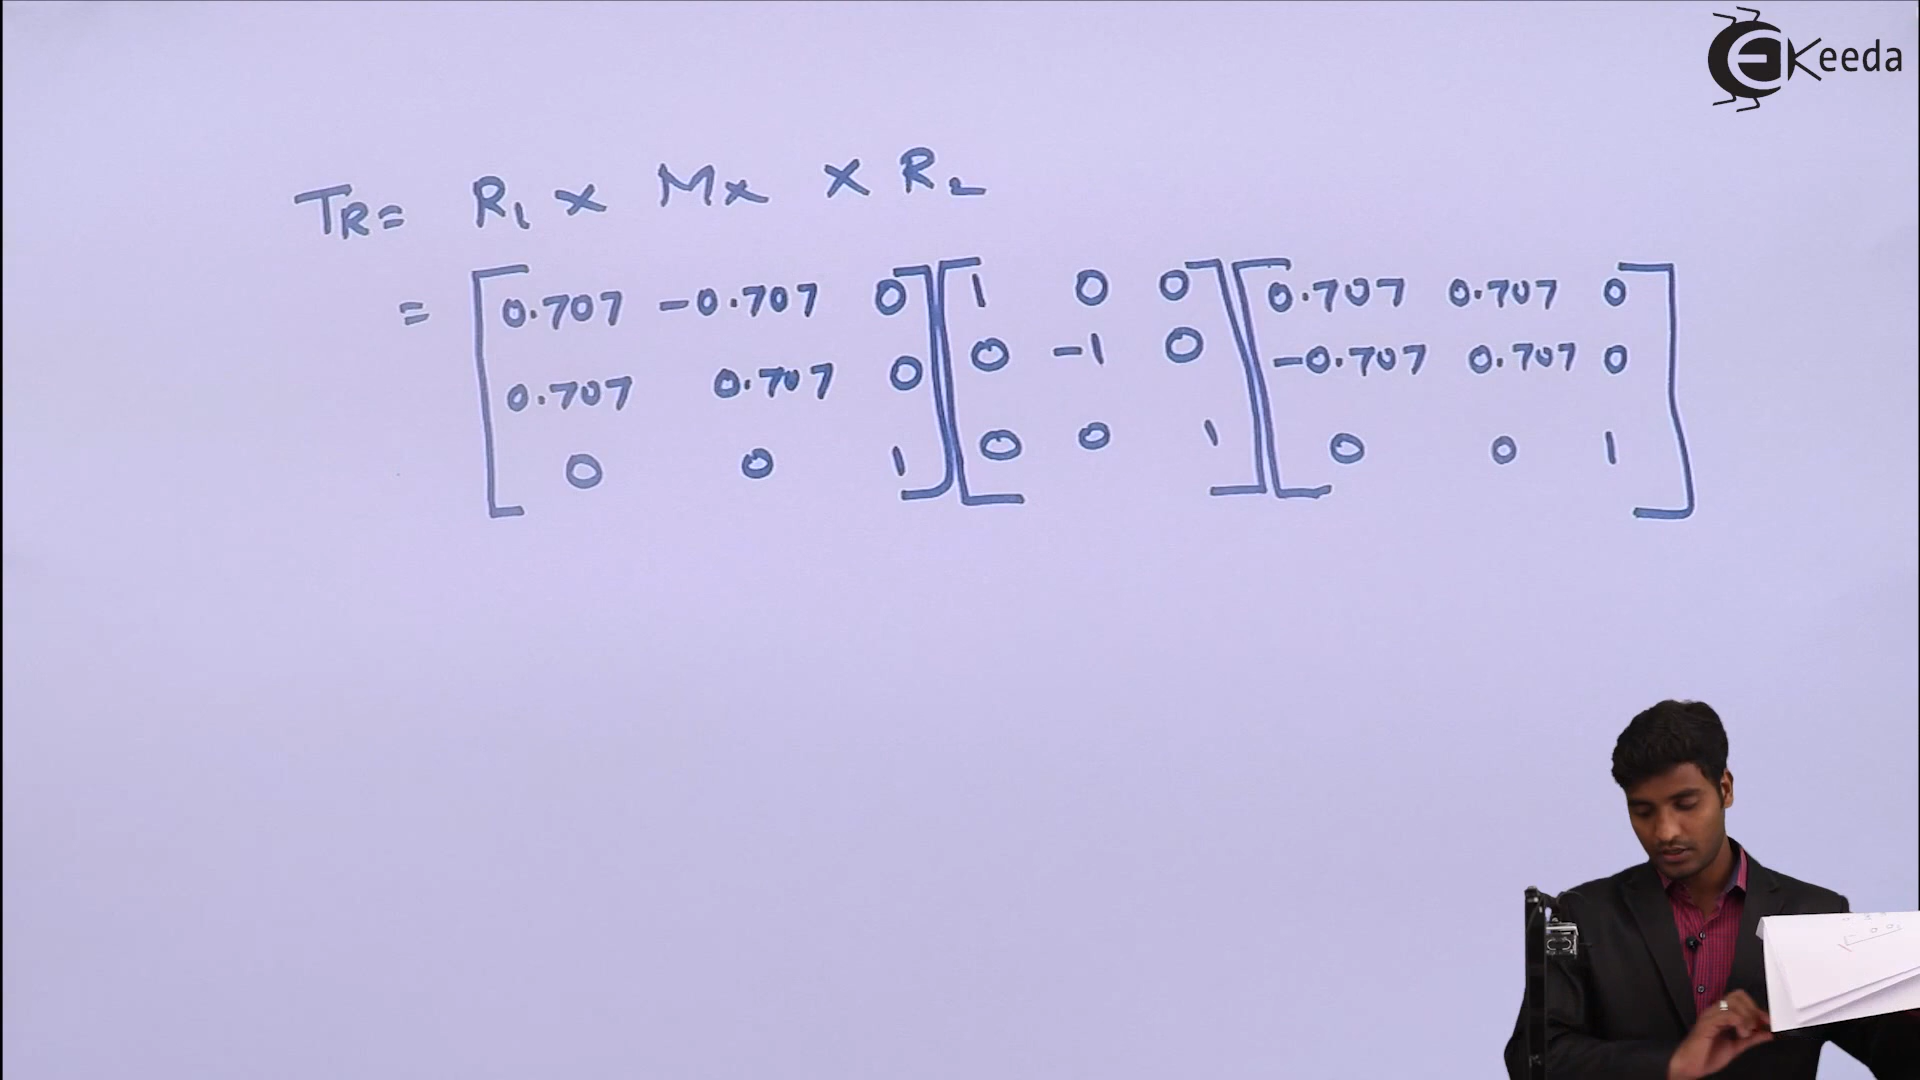 EKeeda
TR= R1 x Mx x R2
= [0.707 -0.707 0] [1 0 0] [0.707 0.707 0]
[0.707 0.707 0] [0 -1 0] [-0.707 0.707 0]
[0 0 1] [0 0 1] [0 0 1]